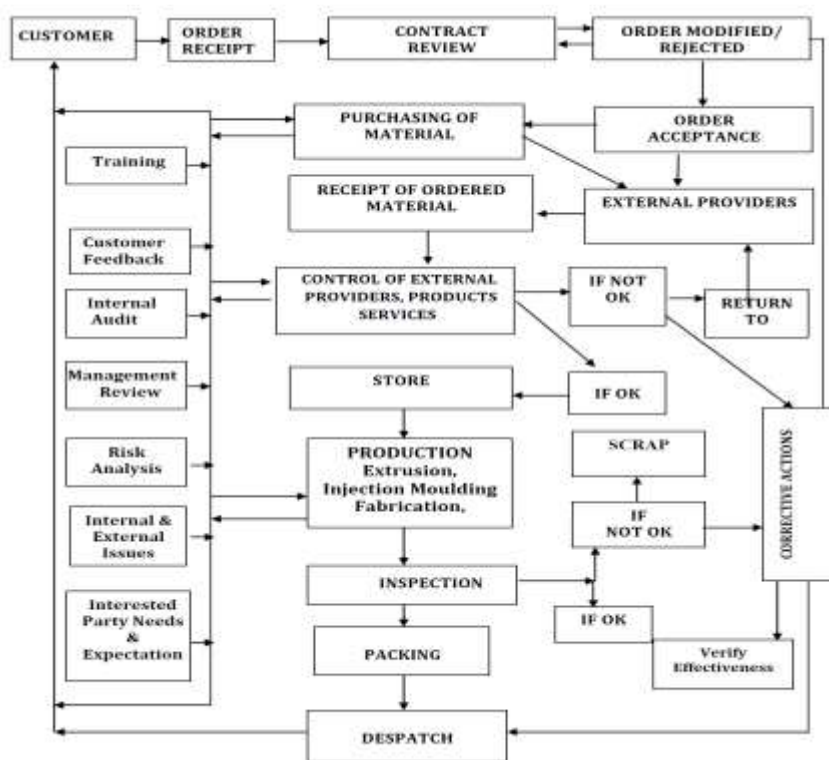 CUSTOMER
ORDER
RECEIPT
CONTRACT
REVIEW
ORDER MODIFIED/
REJECTED
PURCHASING OF
MATERIAL
ORDER
ACCEPTANCE
Training
RECEIPT OF ORDERED
MATERIAL
EXTERNAL PROVIDERS
Customer
Feedback
CONTROL OF EXTERNAL
PROVIDERS, PRODUCTS
SERVICES
IF NOT
OK
RETURN
TO
Internal
Audit
Management
Review
STORE
IF OK
Risk
Analysis
PRODUCTION
Extrusion,
Injection Moulding
Fabrication,
SCRAP
CORRECTIVE ACTIONS
Internal &
External
Issues
IF
NOT OK
INSPECTION
Interested
Party Needs
&
Expectation
IF OK
PACKING
Verify
Effectiveness
DESPATCH